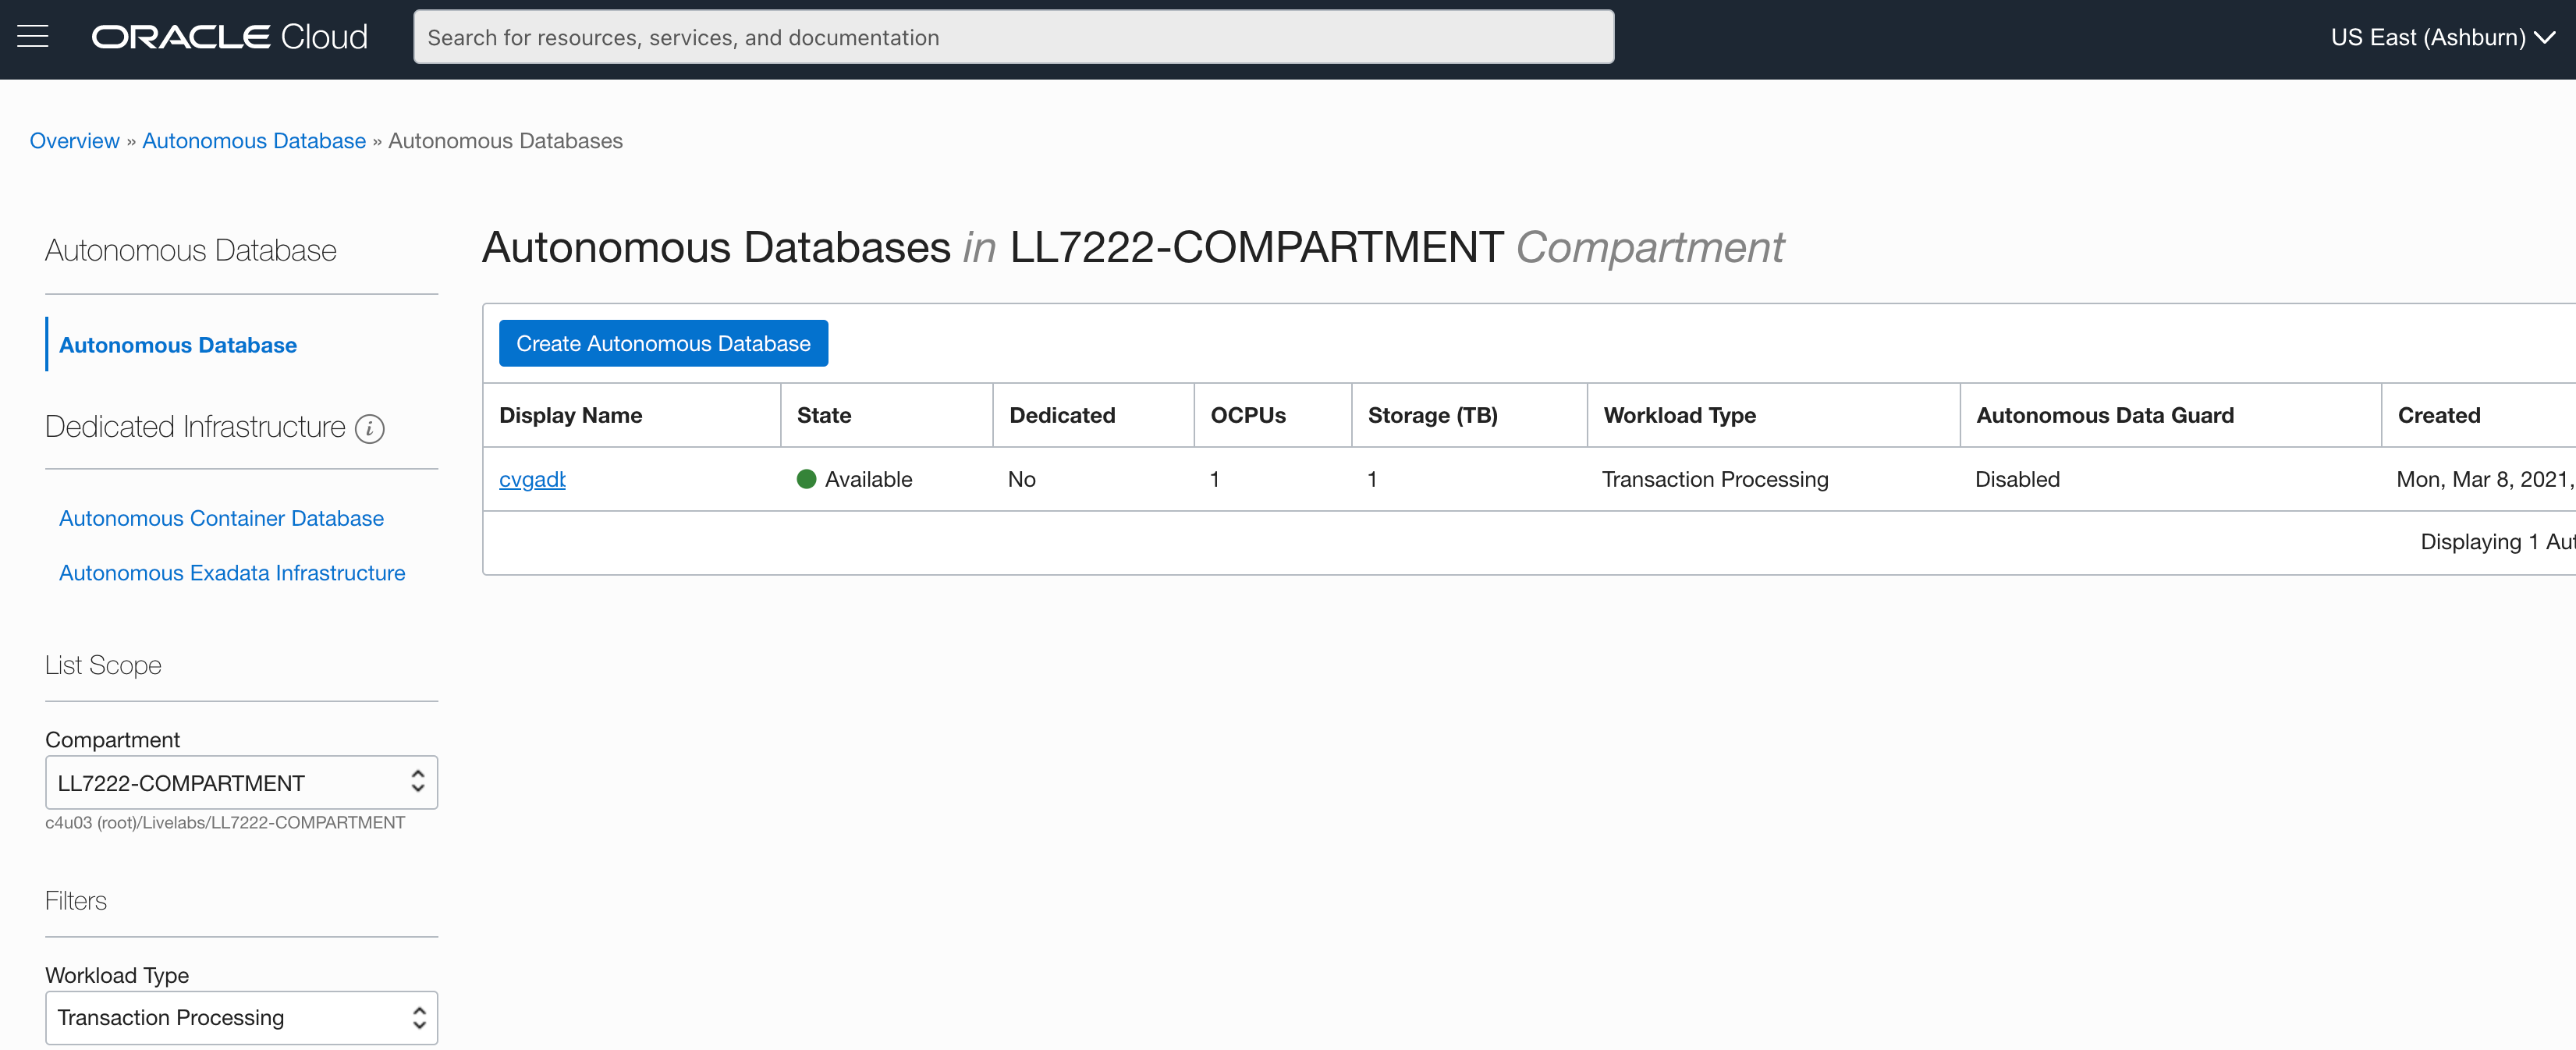 ORACLE Cloud
Search for resources, services, and documentation
US East (Ashburn)
Overview » Autonomous Database » Autonomous Databases
Autonomous Database
Autonomous Database
Dedicated Infrastructure i
Autonomous Container Database
Autonomous Exadata Infrastructure
List Scope
Compartment
LL7222-COMPARTMENT
c4u03 (root)/Livelabs/LL7222-COMPARTMENT
Filters
Workload Type
Transaction Processing
Autonomous Databases in LL7222-COMPARTMENT Compartment
Create Autonomous Database
Display Name State Dedicated OCPUs Storage (TB) Workload Type Autonomous Data Guard Created
Available No 1 1 Transaction Processing Disabled Mon, Mar 8, 2021,
Displaying 1